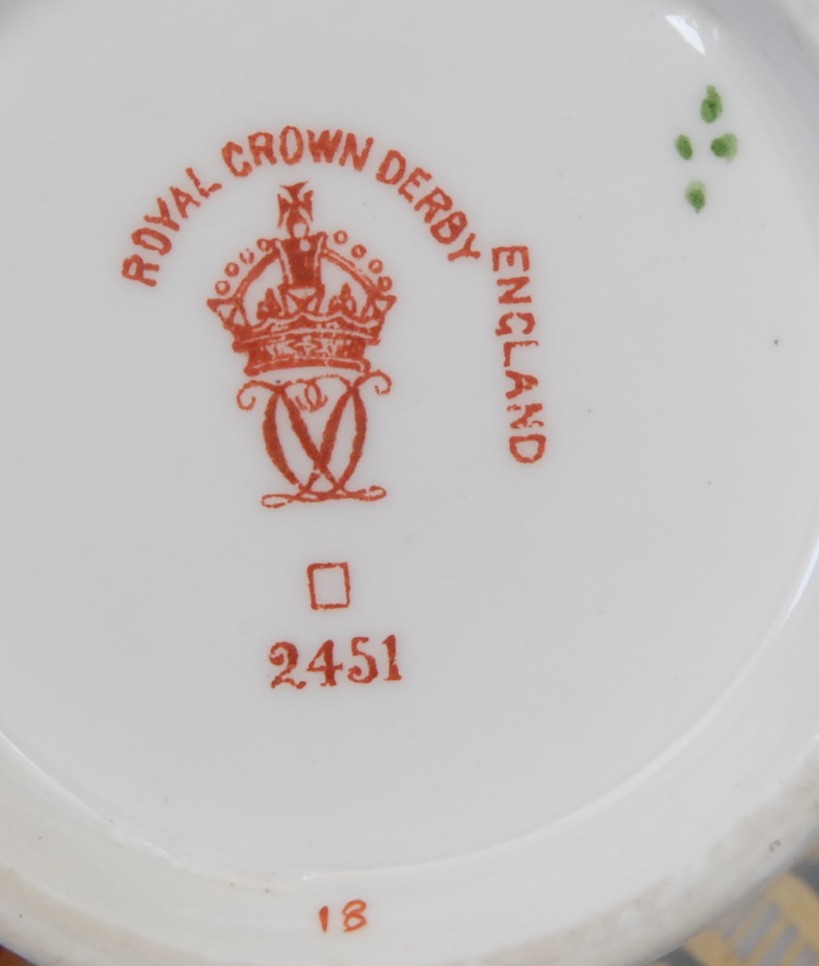 ROYAL CROWN DERBY
ENGLAND
2451
18